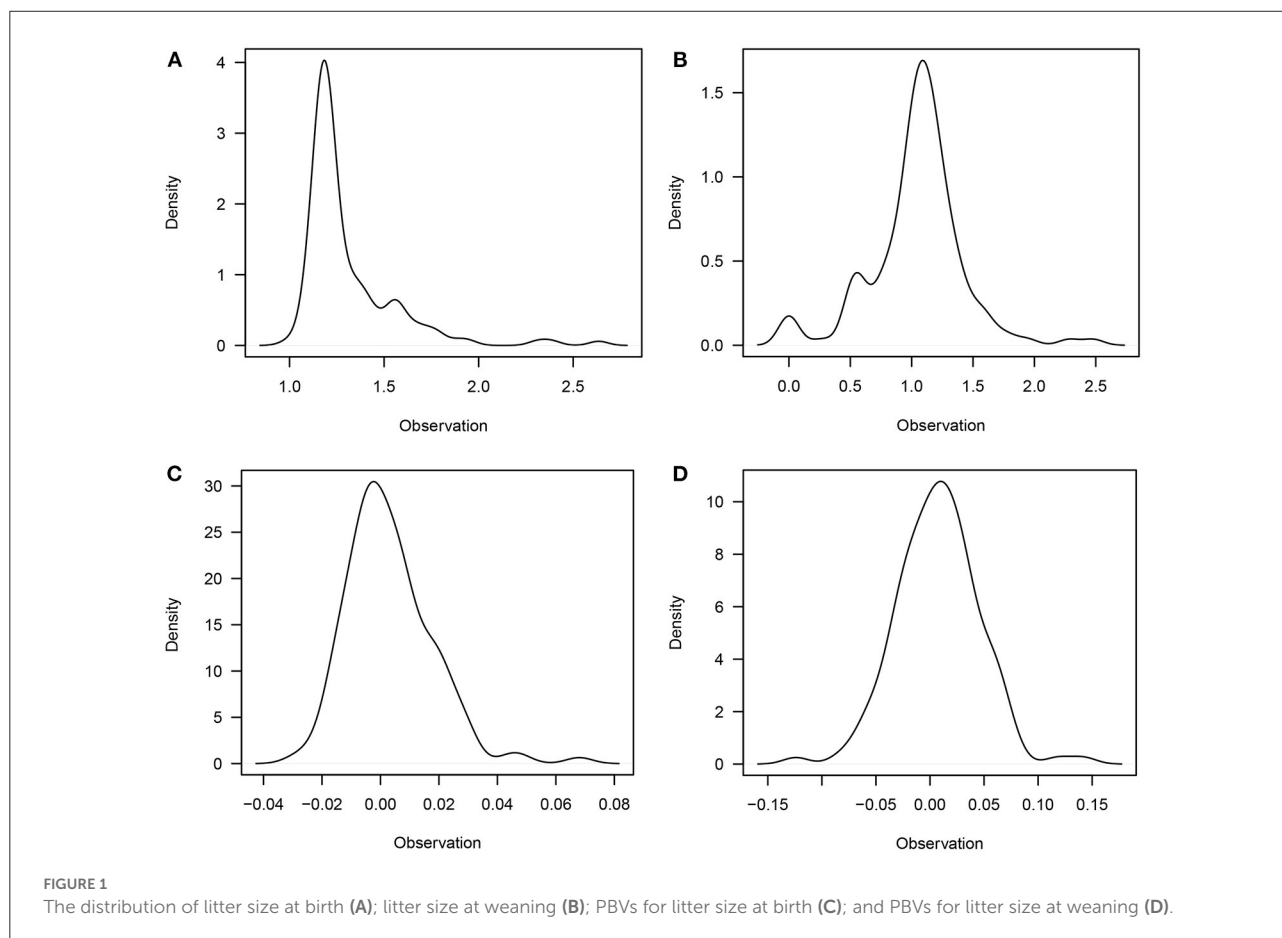 A
4
3
2
1
0
Density
1.0 1.5 2.0 2.5
Observation
B
1.5
1.0
0.5
0.0
Density
0.0 0.5 1.0 1.5 2.0 2.5
Observation
C
30
25
20
15
10
5
0
Density
−0.04 −0.02 0.00 0.02 0.04 0.06 0.08
Observation
D
10
8
6
4
2
0
Density
−0.15 −0.05 0.00 0.05 0.10 0.15
Observation
FIGURE 1
The distribution of litter size at birth (A); litter size at weaning (B); PBVs for litter size at birth (C); and PBVs for litter size at weaning (D).